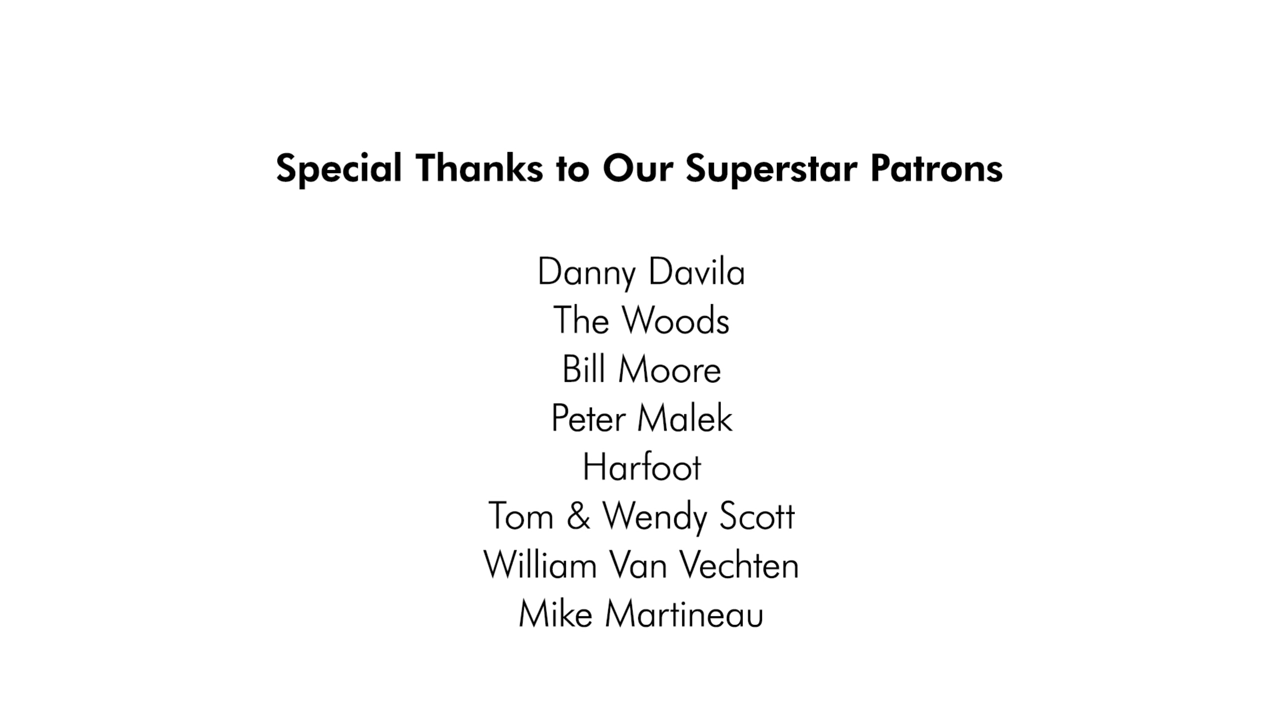 Special Thanks to Our Superstar Patrons
Danny Davila
The Woods
Bill Moore
Peter Malek
Harfoot
Tom & Wendy Scott
William Van Vechten
Mike Martineau